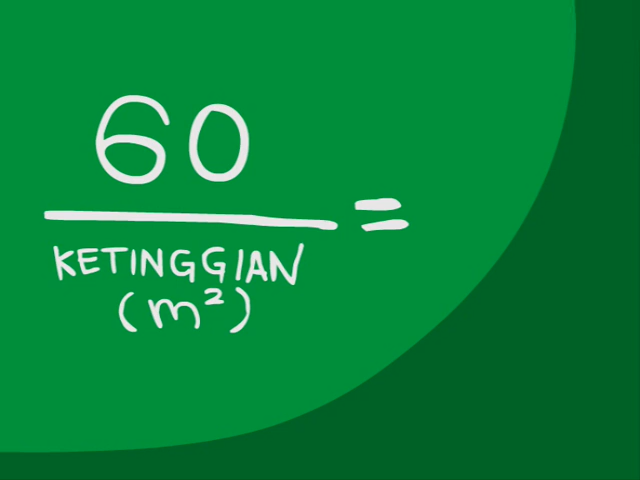 60
=
KETINGGIAN
(m²)